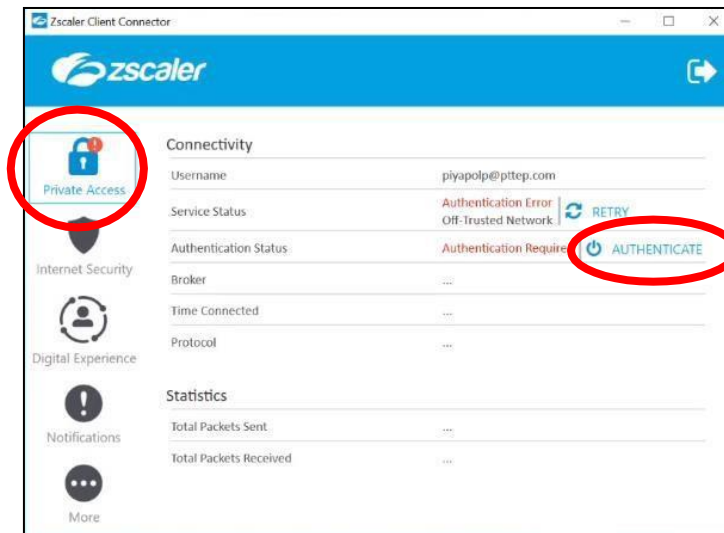 Zscaler Client Connector
zscaler
Private Access
Internet Security
Digital Experience
Notifications
More
Connectivity
Username piyapolp@pttep.com
Service Status Authentication Error RETRY
Off-Trusted Network
Authentication Status Authentication Require AUTHENTICATE
Broker ...
Time Connected ...
Protocol ...
Statistics
Total Packets Sent ...
Total Packets Received ...